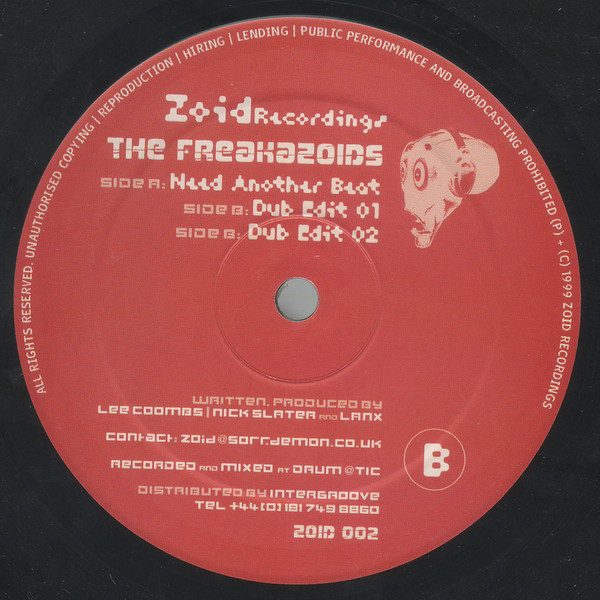 ALL RIGHTS RESERVED. UNAUTHORISED COPYING | REPRODUCTION | HIRING | LENDING | PUBLIC PERFORMANCE AND BROADCASTING PROHIBITED (P) + (C) 1999 ZOID RECORDINGS
Zoid Recordings
THE FREAKAZOIDS
SIDE A: Need Another Beat
SIDE B: Dub Edit 01
SIDE B: Dub Edit 02
WRITTEN, PRODUCED BY
LEE COOMBS | NICK SLATER AND LANX
CONTACT: ZOID@SORR.DEMON.CO.UK
RECORDED AND MIXED AT DRUM@TIC
B
DISTRIBUTED BY INTERGROOVE
TEL +44 (0) 181 749 8860
ZOID 002